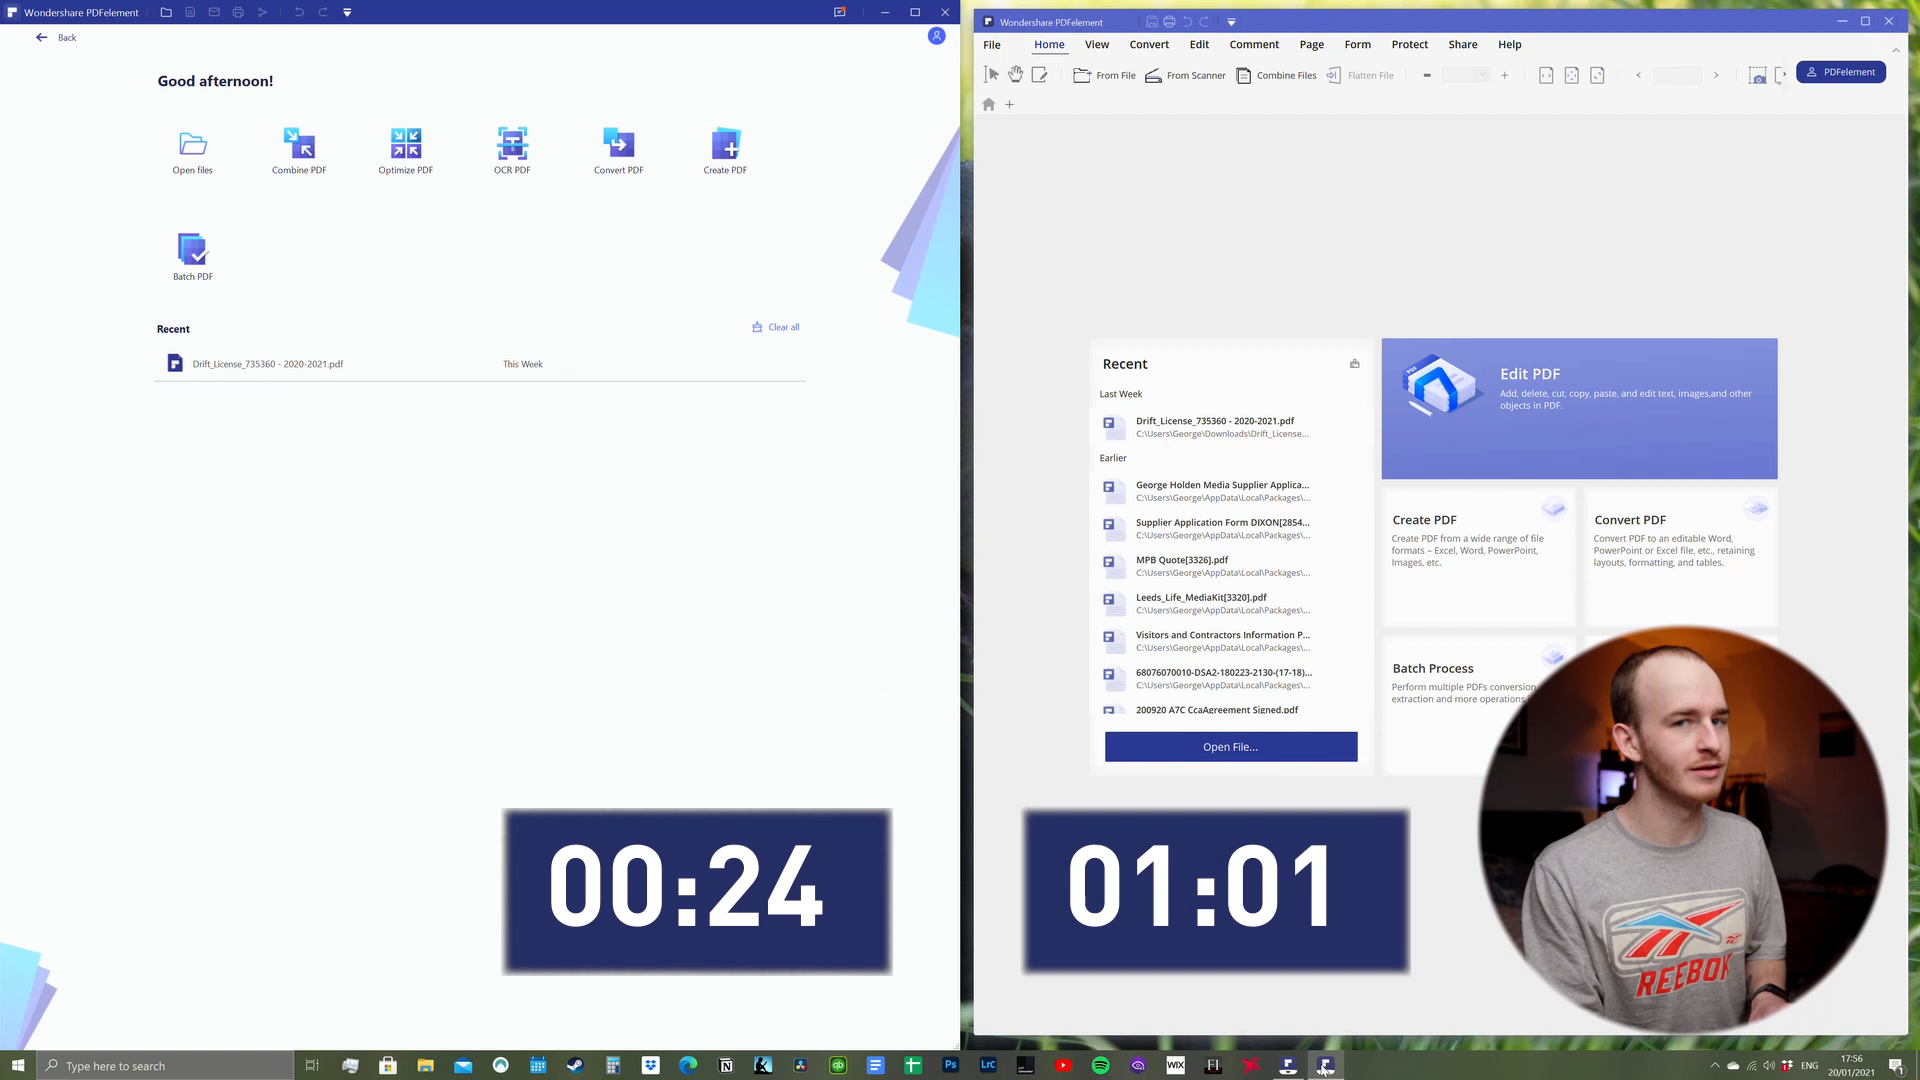 Wondershare PDFelement
Back
Good afternoon!
Open files
Combine PDF
Optimize PDF
OCR PDF
Convert PDF
Create PDF
Batch PDF
Recent
Clear all
Drift_License_735360 - 2020-2021.pdf
This Week
00:24
Wondershare PDFelement
File
Home
View
Convert
Edit
Comment
Page
Form
Protect
Share
Help
From File
From Scanner
Combine Files
Flatten File
PDFelement
Recent
Last Week
Drift_License_735360 - 2020-2021.pdf
C:\Users\George\Downloads\Drift_License...
Earlier
George Holden Media Supplier Applica...
C:\Users\George\AppData\Local\Packages\...
Supplier Application Form DIXON[2854...
C:\Users\George\AppData\Local\Packages\...
MPB Quote[3326].pdf
C:\Users\George\AppData\Local\Packages\...
Leeds_Life_MediaKit[3320].pdf
C:\Users\George\AppData\Local\Packages\...
Visitors and Contractors Information P...
C:\Users\George\AppData\Local\Packages\...
68076070010-DSA2-180223-2130-(17-18)...
C:\Users\George\AppData\Local\Packages\...
200920 A7C CcaAgreement Signed.pdf
Open File...
Edit PDF
Add, delete, cut, copy, paste, and edit text, images,and other
objects in PDF.
Create PDF
Create PDF from a wide range of file
formats – Excel, Word, PowerPoint,
Images, etc.
Convert PDF
Convert PDF to an editable Word,
PowerPoint or Excel file, etc., retaining
layouts, formatting, and tables.
Batch Process
Perform multiple PDFs conversion,
extraction and more operations
01:01
REEBOK
Type here to search
Ps
LrC
WIX
ENG
17:56
20/01/2021